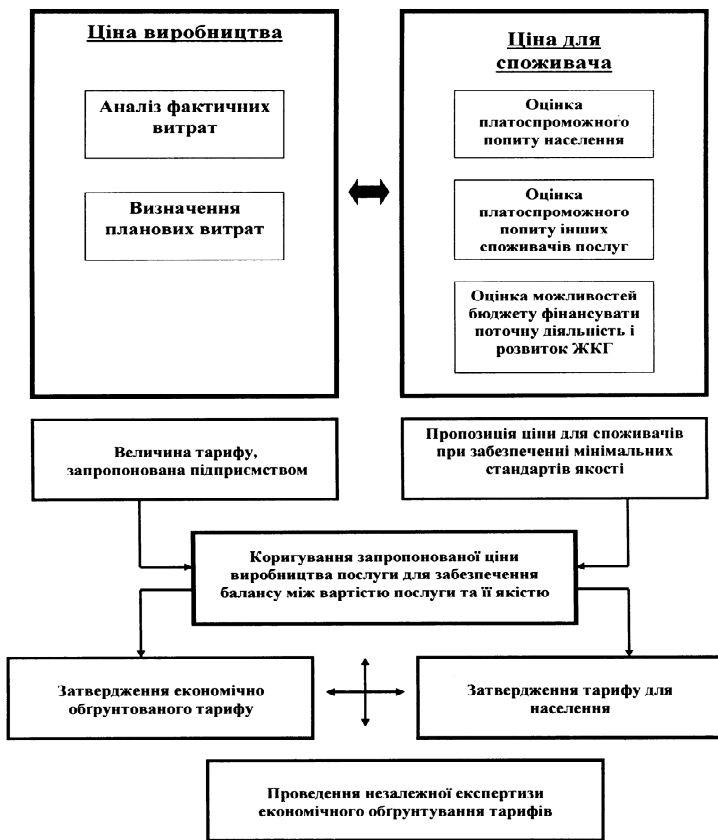 Ціна виробництва
Аналіз фактичних
витрат
Визначення
планових витрат
Ціна для
споживача
Оцінка
платоспроможного
попиту населення
Оцінка
платоспроможного
попиту інших
споживачів послуг
Оцінка можливостей
бюджету фінансувати
поточну діяльність і
розвиток ЖКГ
Величина тарифу,
запропонована підприємством
Пропозиція ціни для споживачів
при забезпеченні мінімальних
стандартів якості
Коригування запропонованої ціни
виробництва послуги для забезпечення
балансу між вартістю послуги та її якістю
Затвердження економічно
обґрунтованого тарифу
Затвердження тарифу для
населення
Проведення незалежної експертизи
економічного обґрунтування тарифів